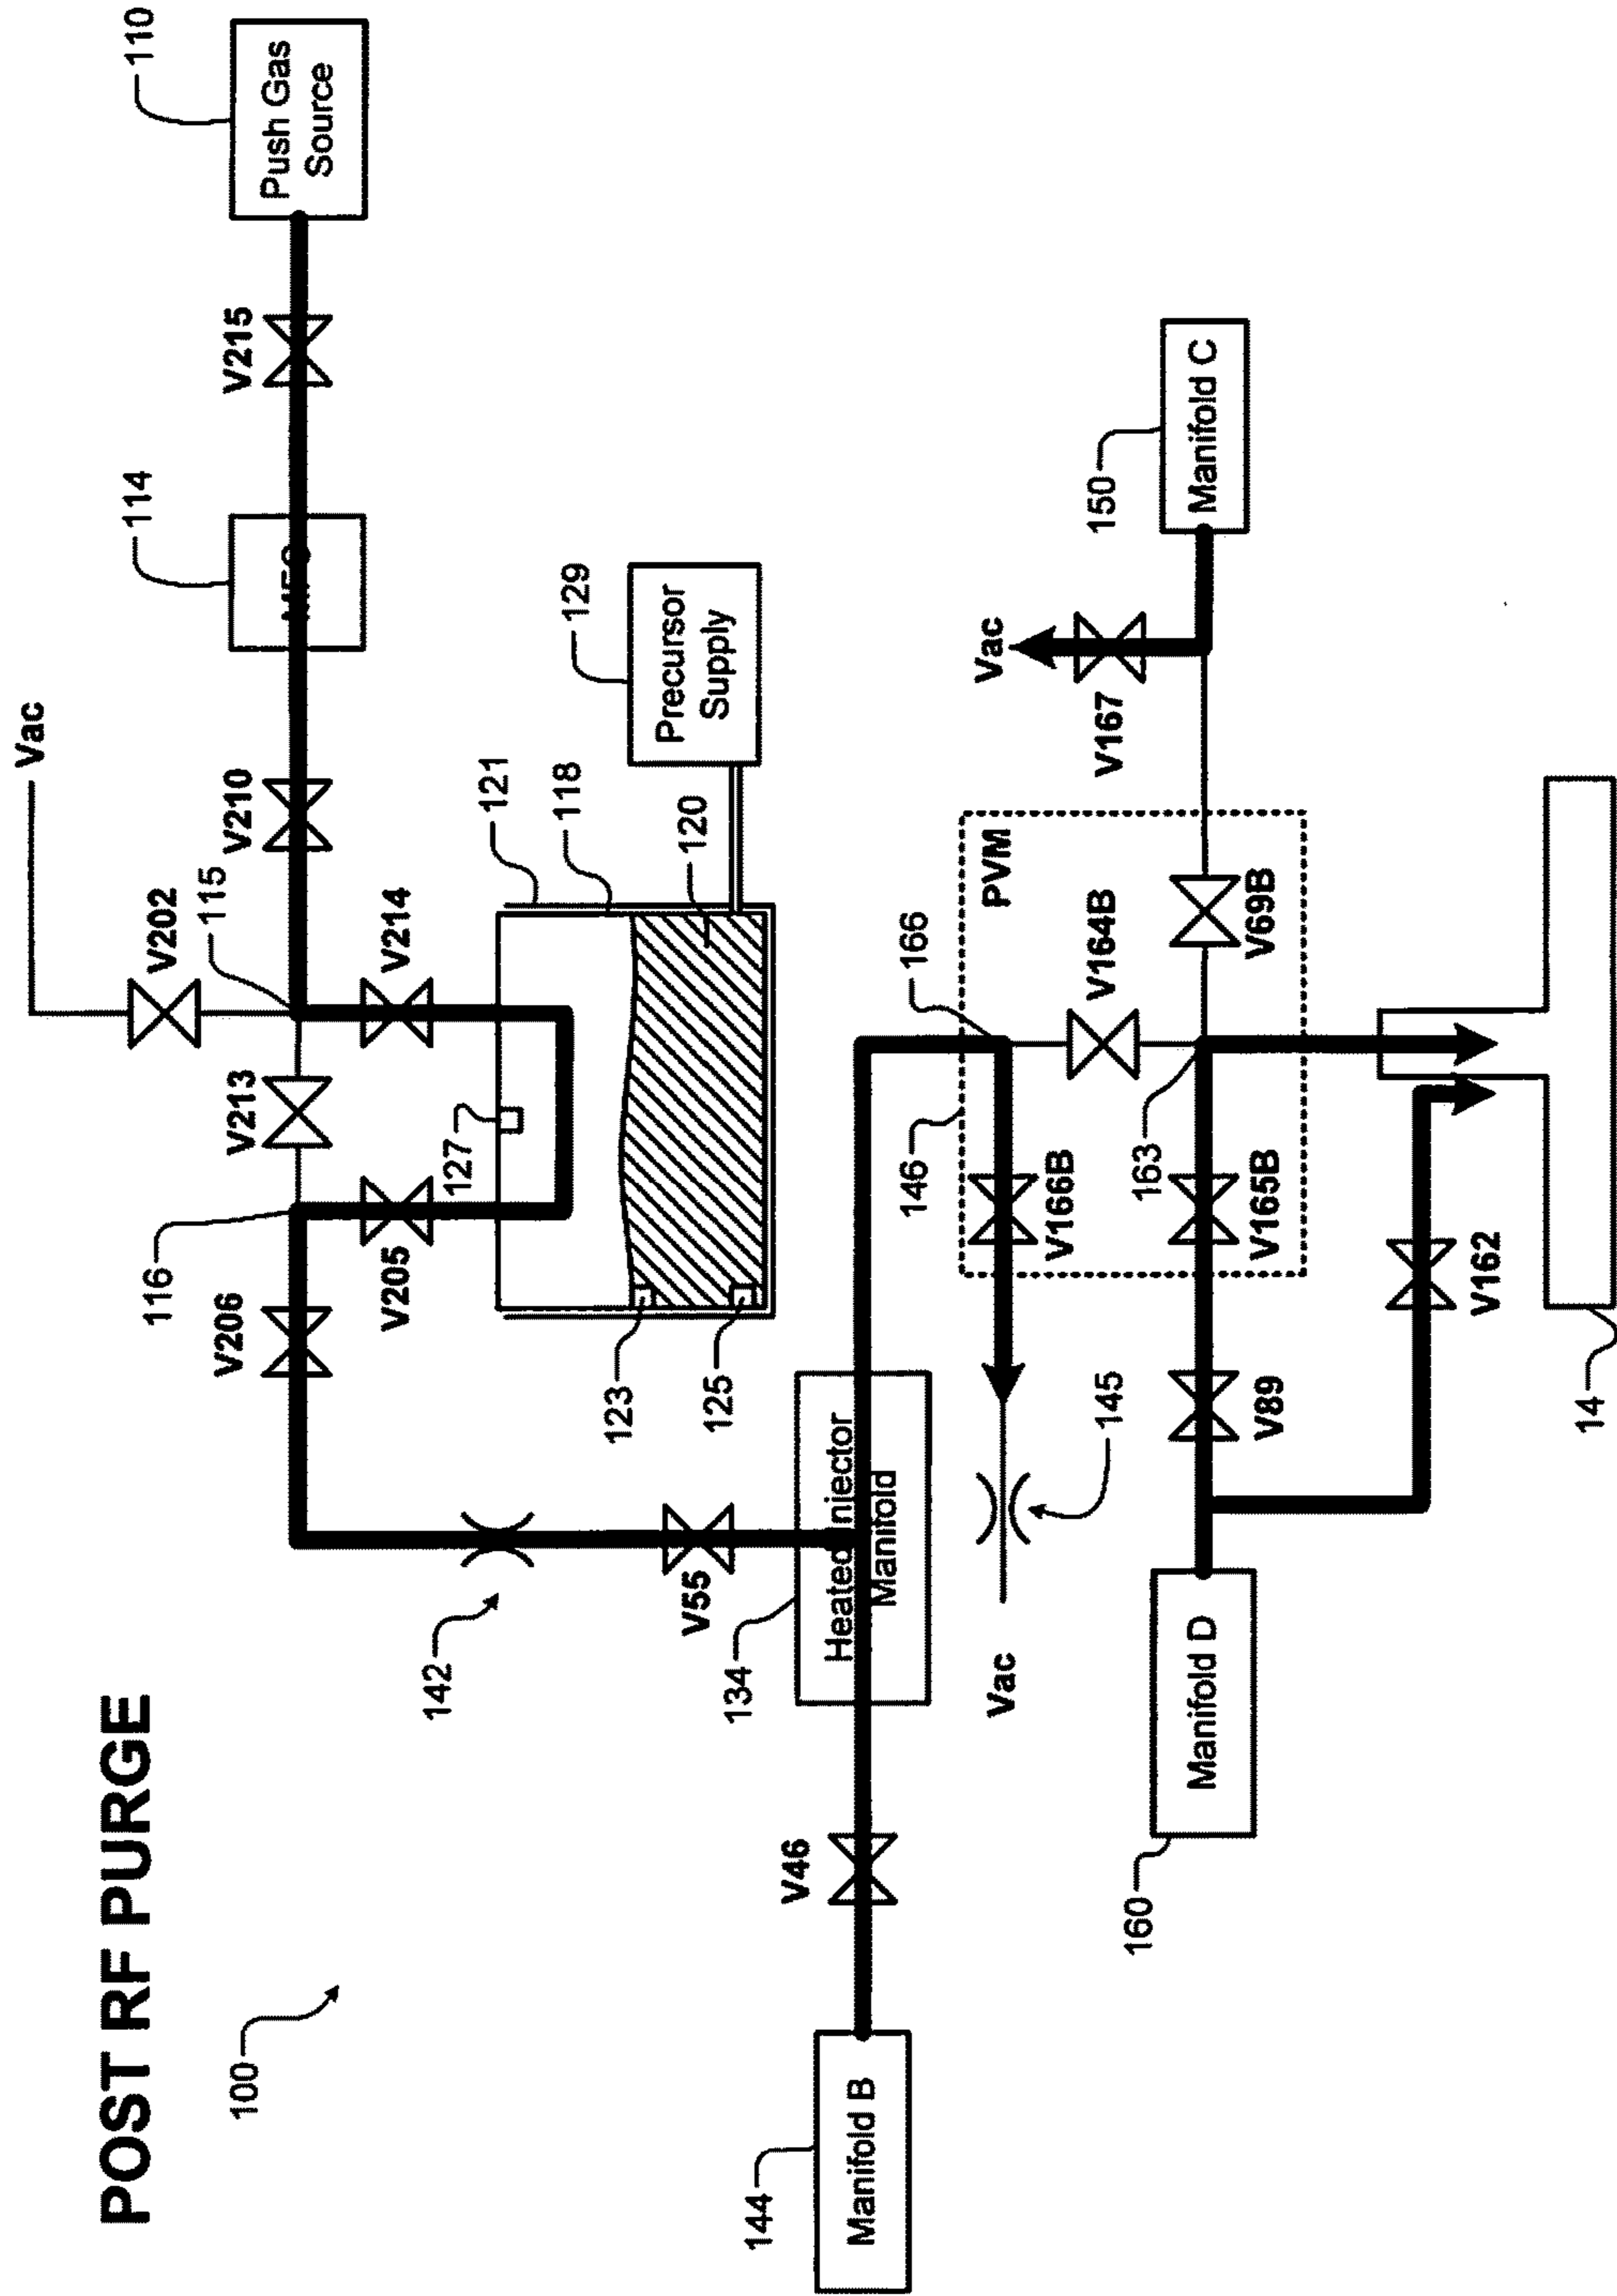 POST RF PURGE
Vac
100
V202
114
110
116
V206
V213
115
V210
V215
Push Gas
Source
V205
127
V214
142
121
118
129
123
V55
125
120
Precursor
Supply
144
V46
134
Heated Injector
Manifold
Manifold B
146
166
PVM
Vac
Vac
V166B
V164B
V167
150
145
163
160
Manifold D
V89
V165B
V69B
Manifold C
V162
14